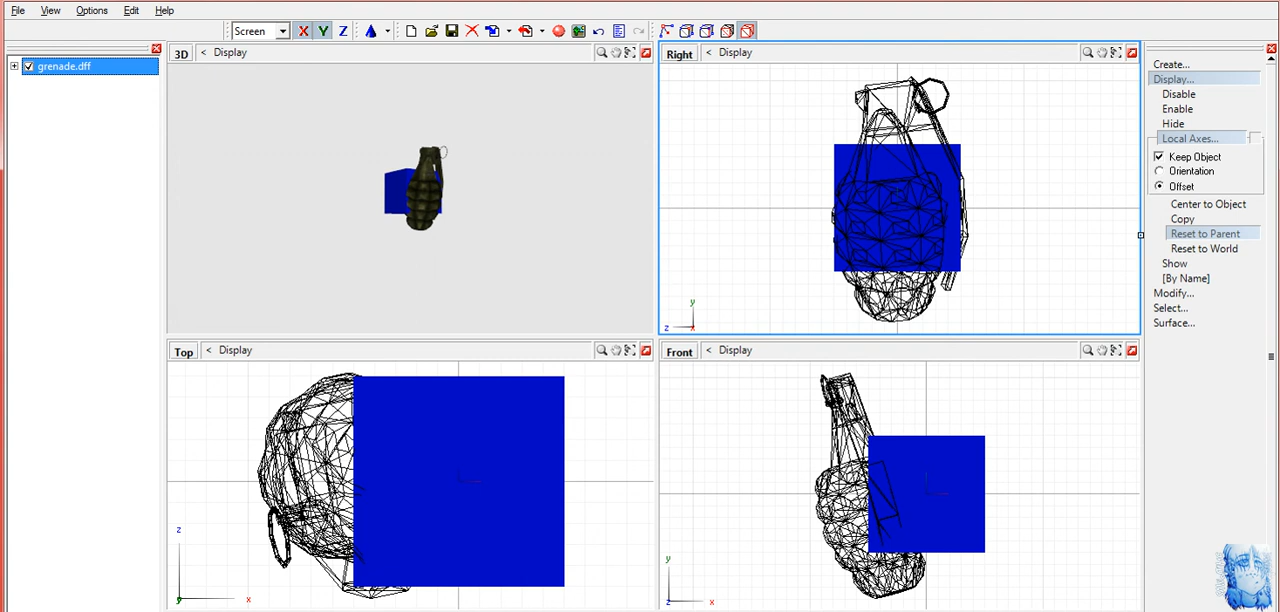 File View Options Edit Help
Screen X Y Z
grenade.dff
3D < Display
Right < Display
y
z x
Top < Display
z
y x
Front < Display
y
z x
Create...
Display...
Disable
Enable
Hide
Local Axes...
Keep Object
Orientation
Offset
Center to Object
Copy
Reset to Parent
Reset to World
Show
[By Name]
Modify...
Select...
Surface...